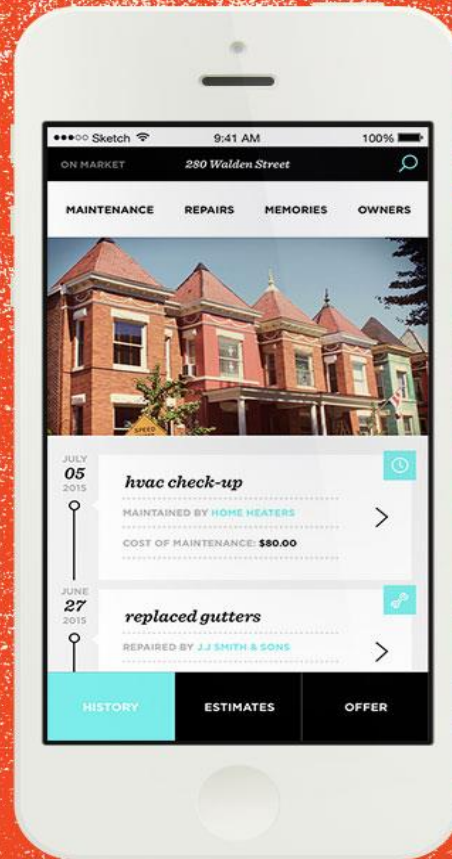 Sketch 9:41 AM 100%
ON MARKET 280 Walden Street
MAINTENANCE REPAIRS MEMORIES OWNERS
SPEED
JULY
05
2015
hvac check-up
MAINTAINED BY HOME HEATERS
COST OF MAINTENANCE: $80.00
JUNE
27
2015
replaced gutters
REPAIRED BY J.J SMITH & SONS
HISTORY ESTIMATES OFFER